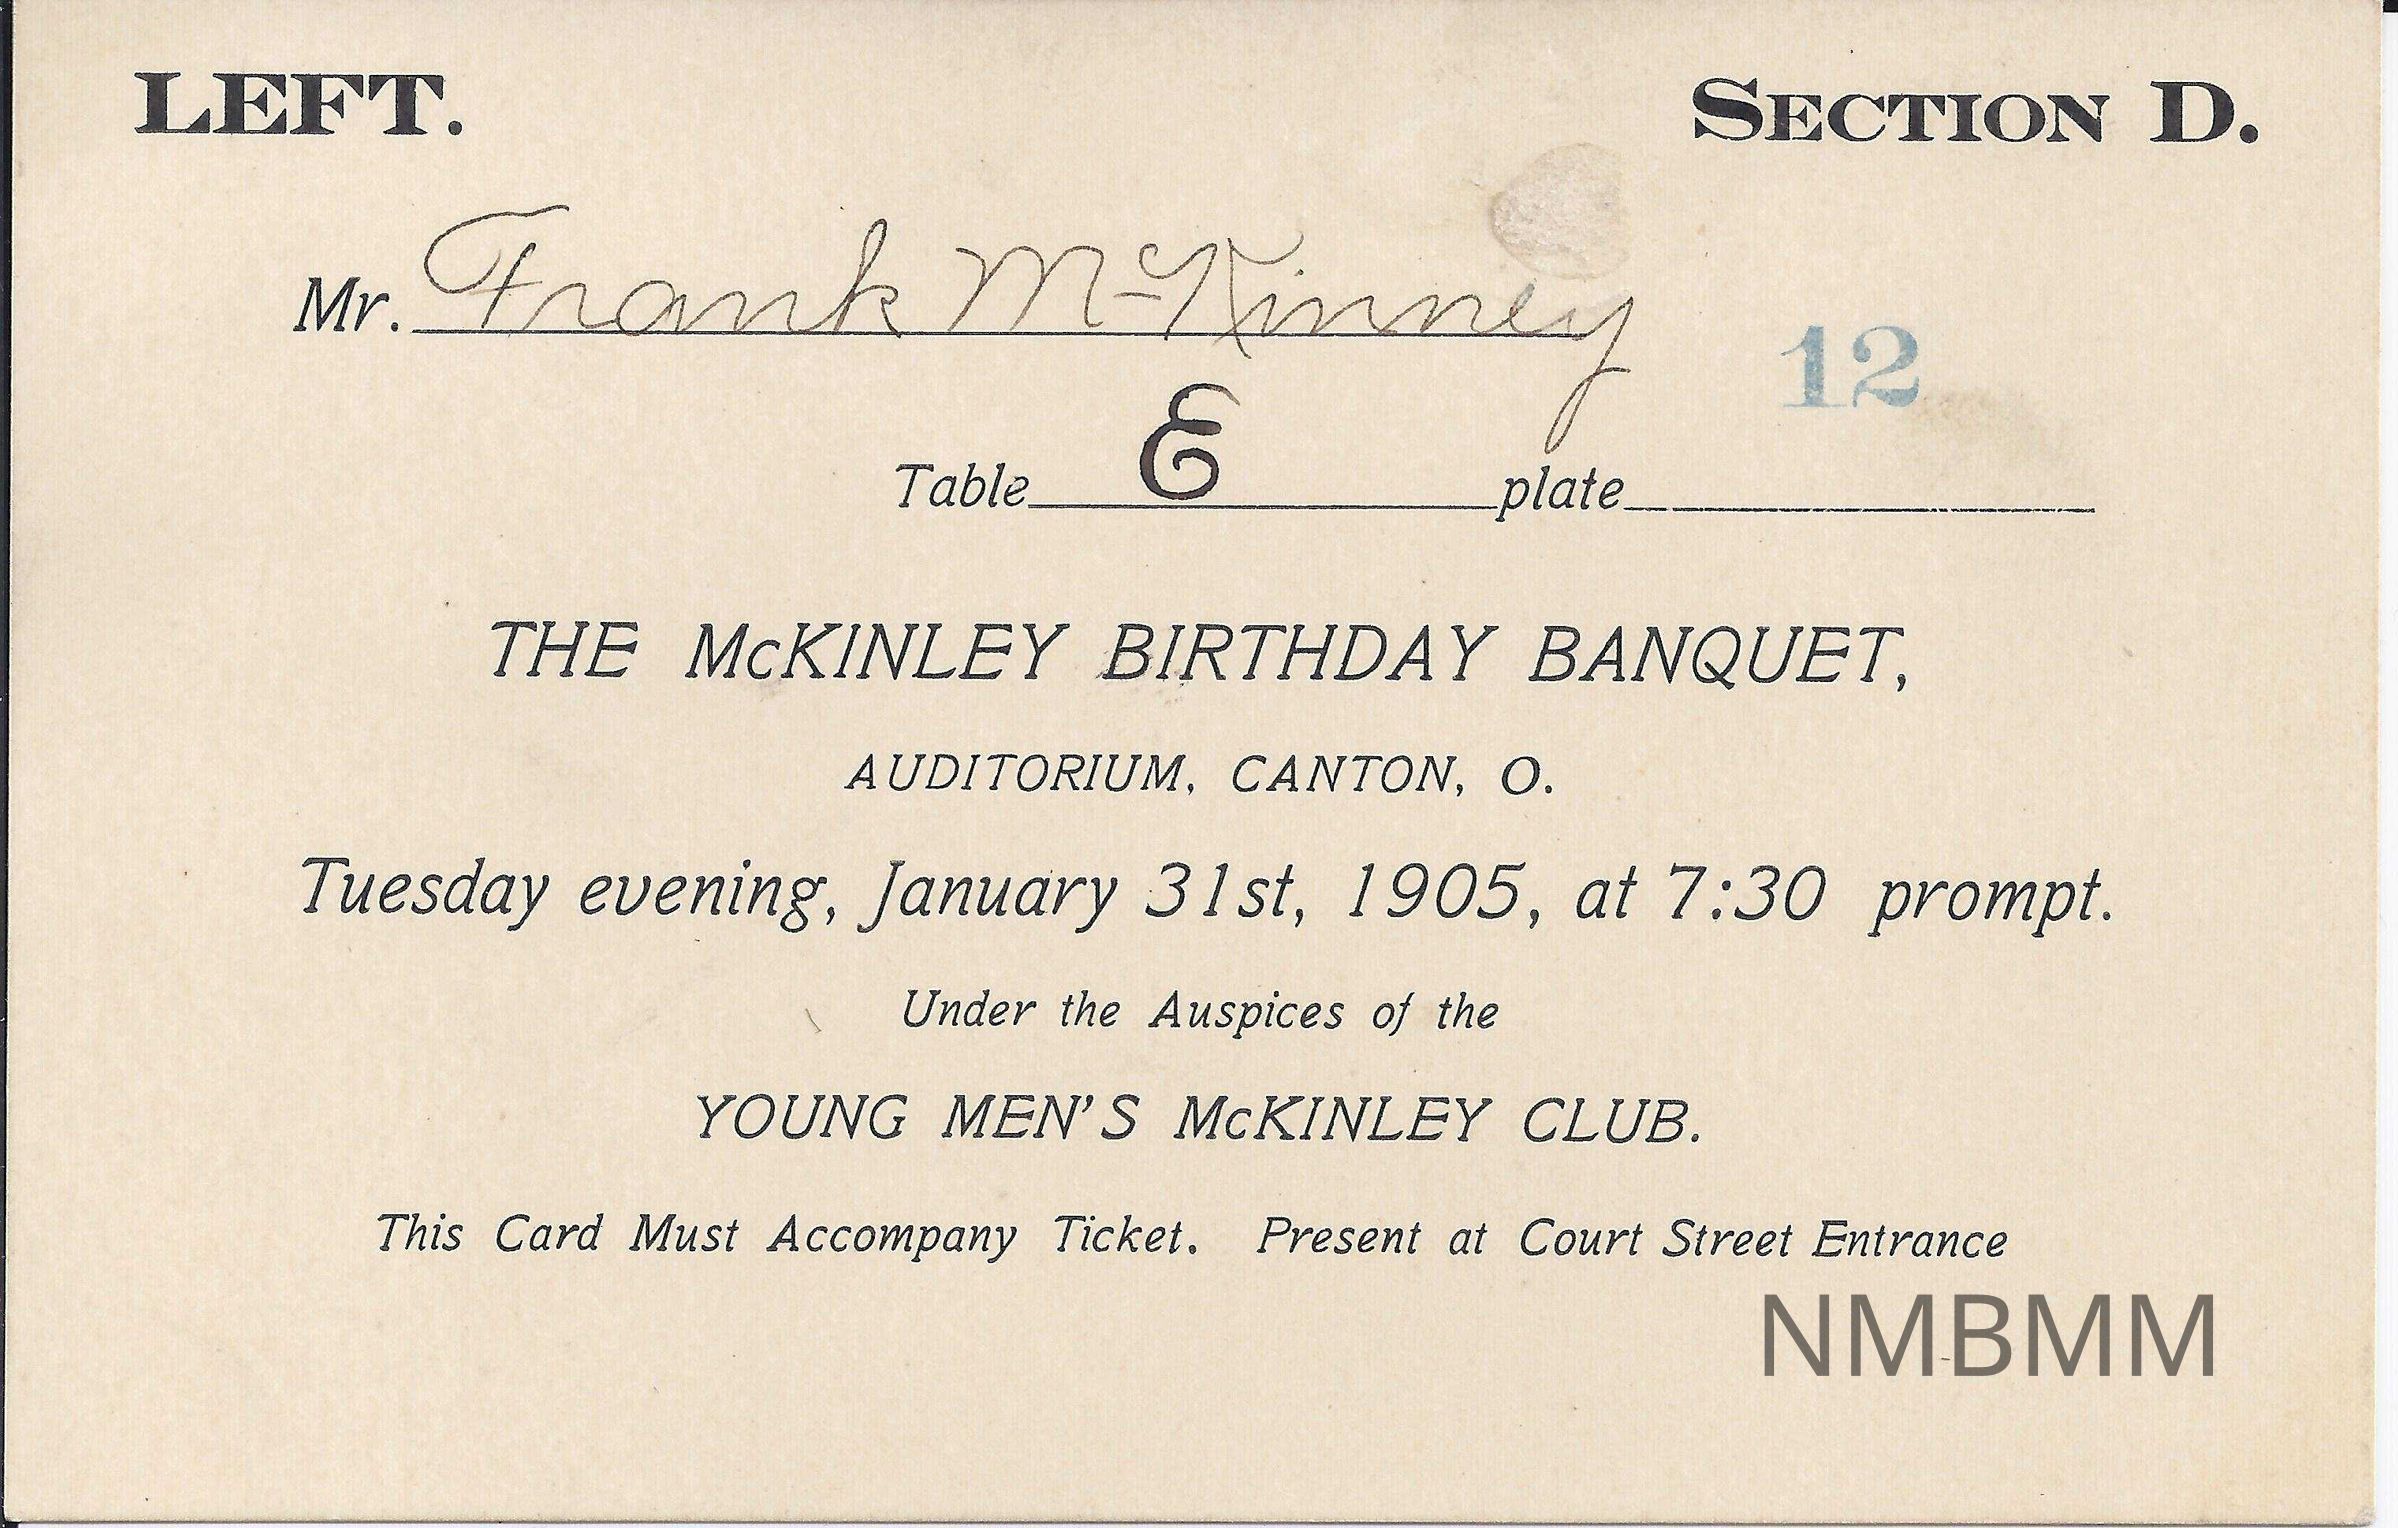 LEFT. SECTION D.
Mr. Frank McKinney
12
Table E plate
THE McKINLEY BIRTHDAY BANQUET,
AUDITORIUM, CANTON, O.
Tuesday evening, January 31st, 1905, at 7:30 prompt.
Under the Auspices of the
YOUNG MEN'S McKINLEY CLUB.
This Card Must Accompany Ticket. Present at Court Street Entrance
NMBMM